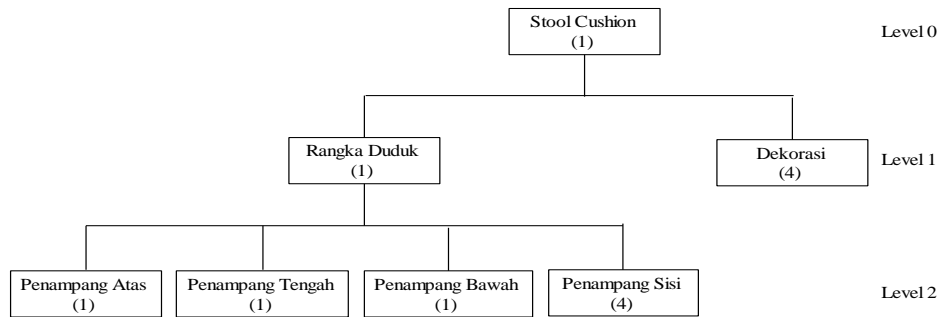 Stool Cushion
(1)
Level 0
Rangka Duduk
(1)
Dekorasi
(4)
Level 1
Penampang Atas
(1)
Penampang Tengah
(1)
Penampang Bawah
(1)
Penampang Sisi
(4)
Level 2